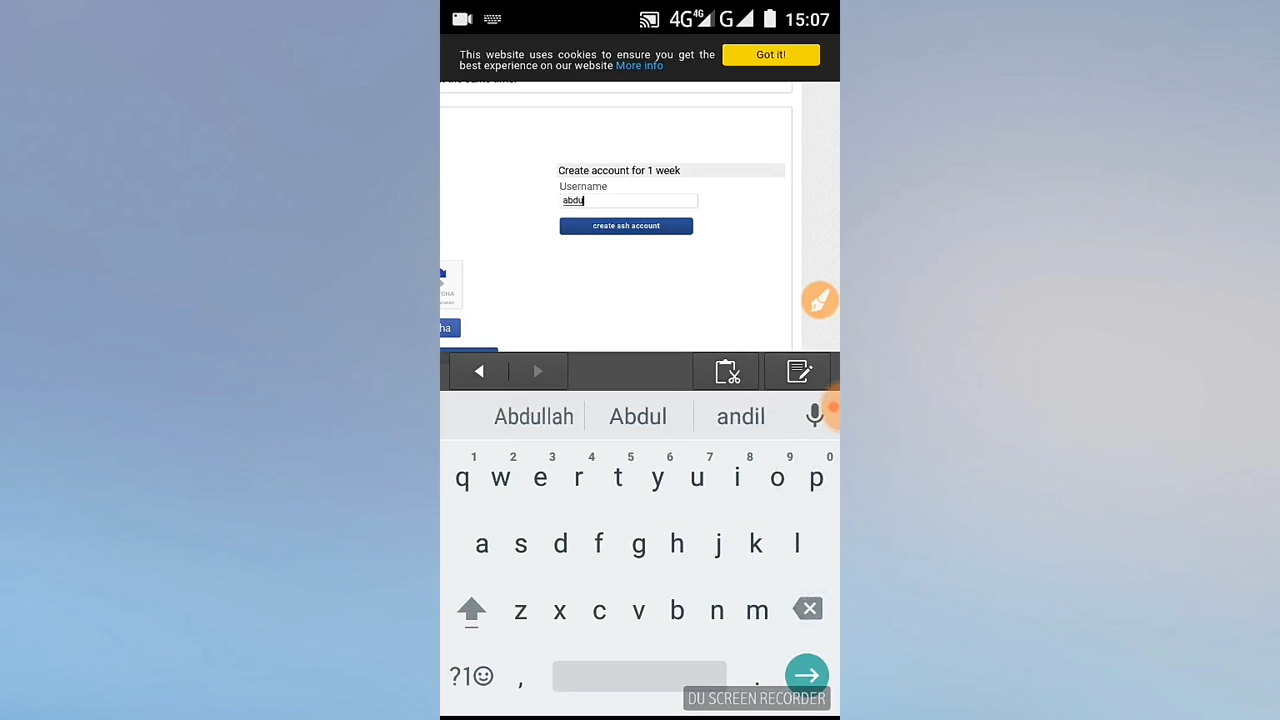 4G 4G G 15:07
This website uses cookies to ensure you get the
best experience on our website More info
Got it!
Create account for 1 week
Username
abdu
create ssh account
ha
Abdullah Abdul andil
1 2 3 4 5 6 7 8 9 0
q w e r t y u i o p
a s d f g h j k l
z x c v b n m
?1 , .
DU SCREEN RECORDER